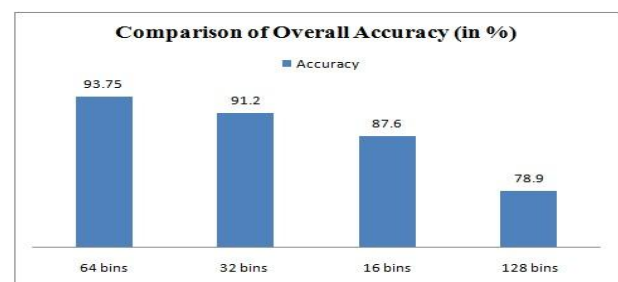 Comparison of Overall Accuracy (in %)
Accuracy
93.75
91.2
87.6
78.9
64 bins
32 bins
16 bins
128 bins